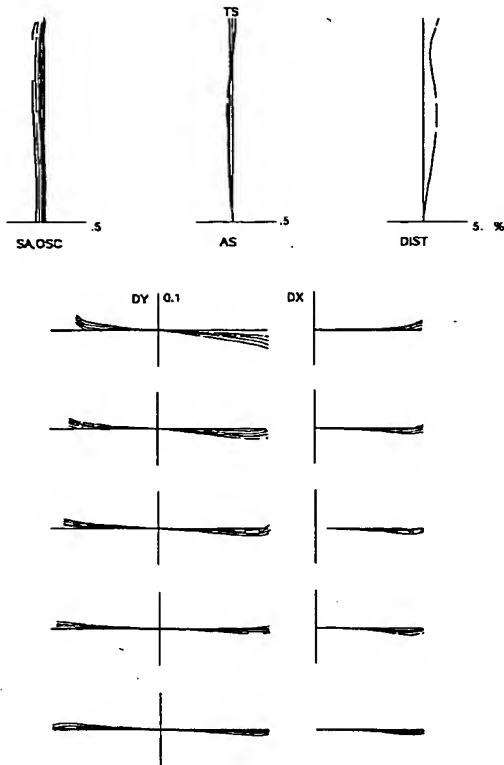 TS
.5
.5
5. %
SA,OSC
AS
DIST
DY 0.1
DX